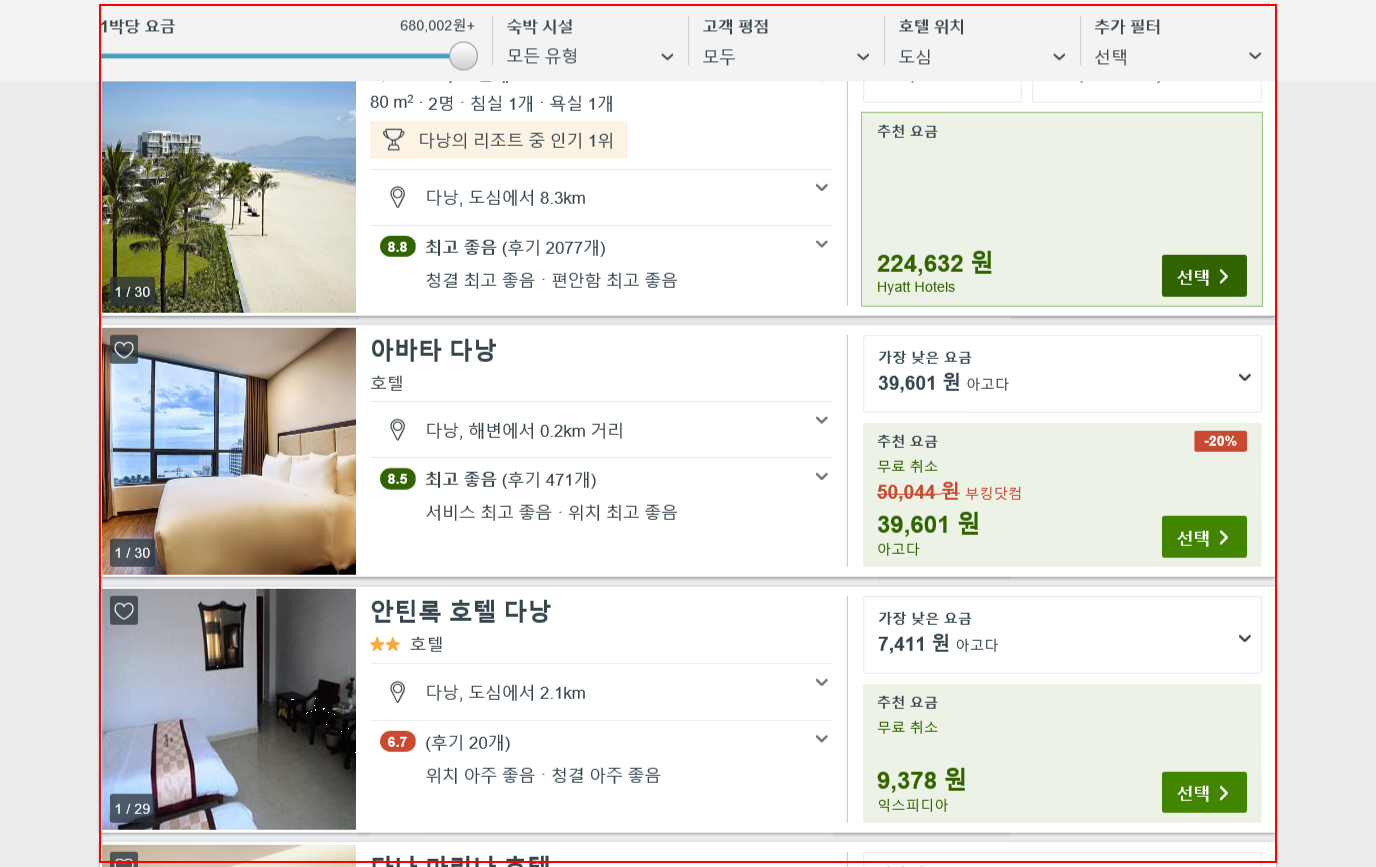 1박당 요금
680,002원+
숙박 시설
모든 유형
고객 평점
모두
호텔 위치
도심
추가 필터
선택
80 m² · 2명 · 침실 1개 · 욕실 1개
다낭의 리조트 중 인기 1위
다낭, 도심에서 8.3km
8.8 최고 좋음 (후기 2077개)
청결 최고 좋음 · 편안함 최고 좋음
1 / 30
추천 요금
224,632 원
Hyatt Hotels
선택
아바타 다낭
호텔
다낭, 해변에서 0.2km 거리
8.5 최고 좋음 (후기 471개)
서비스 최고 좋음 · 위치 최고 좋음
1 / 30
가장 낮은 요금
39,601 원 아고다
추천 요금
-20%
무료 취소
50,044 원 부킹닷컴
39,601 원
아고다
선택
안틴록 호텔 다낭
호텔
다낭, 도심에서 2.1km
6.7 (후기 20개)
위치 아주 좋음 · 청결 아주 좋음
1 / 29
가장 낮은 요금
7,411 원 아고다
추천 요금
무료 취소
9,378 원
익스피디아
선택